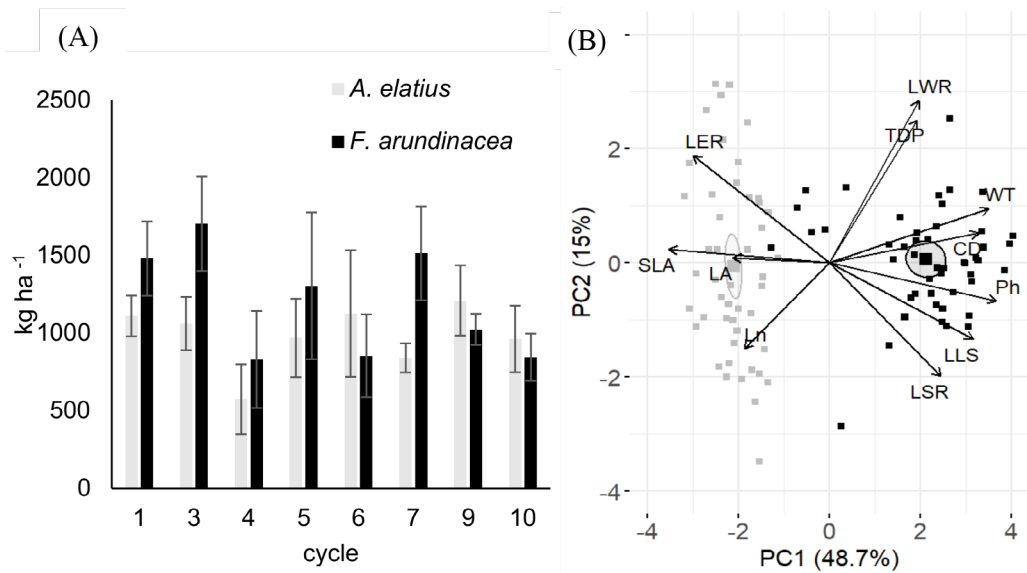 (A)
A. elatius
F. arundinacea
2500
2000
1500
1000
500
0
kg ha -1
1 3 4 5 6 7 9 10
cycle
(B)
LWR
TDP
LER
WT
CD
SLA
LA
Ph
Ln
LLS
LSR
2
0
-2
-4
PC2 (15%)
-4 -2 0 2 4
PC1 (48.7%)